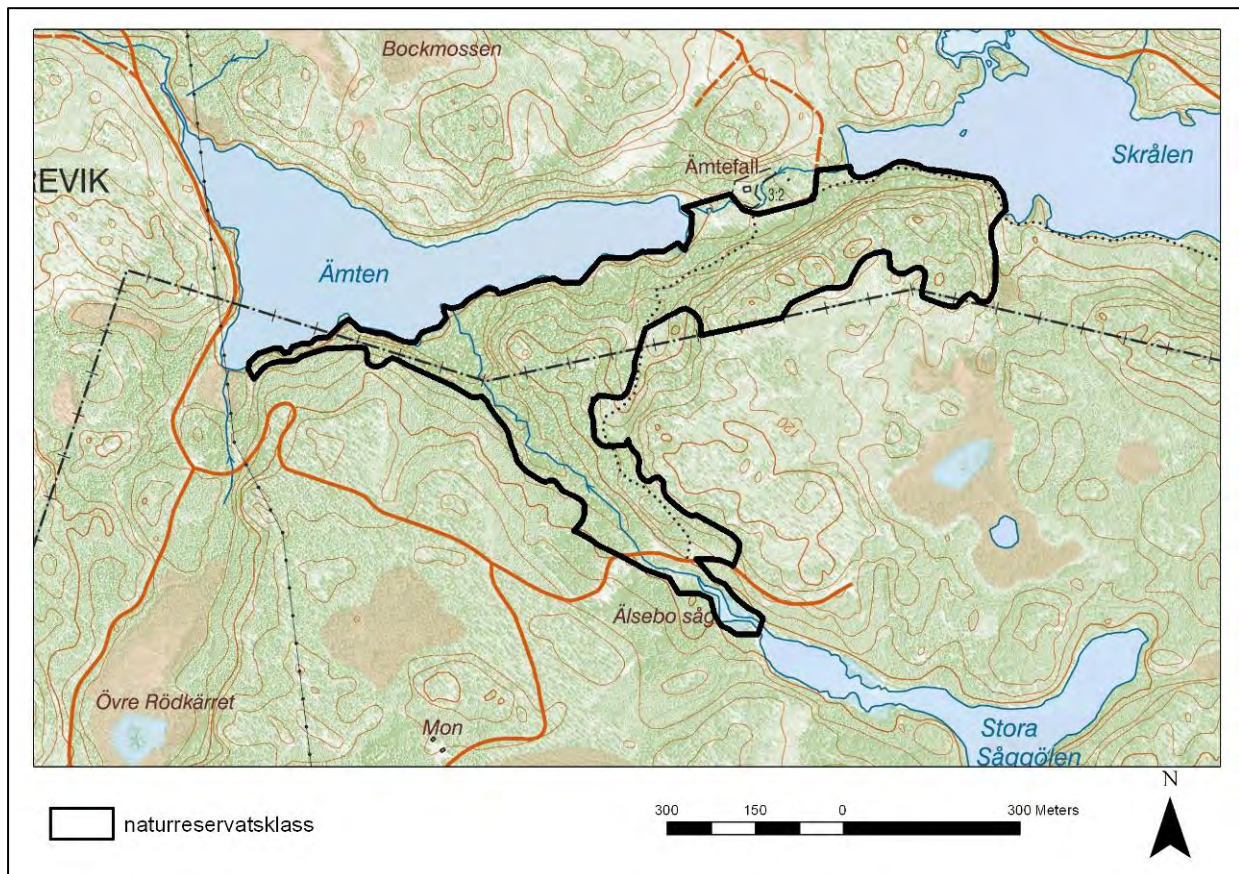 Bockmossen
Skrålen
Ämtefall
3:2
REVIK
Ämten
120
Älsebo såg
Övre Rödkärret
Mon
Stora
Såggölen
N
naturreservatsklass
300 150 0 300 Meters